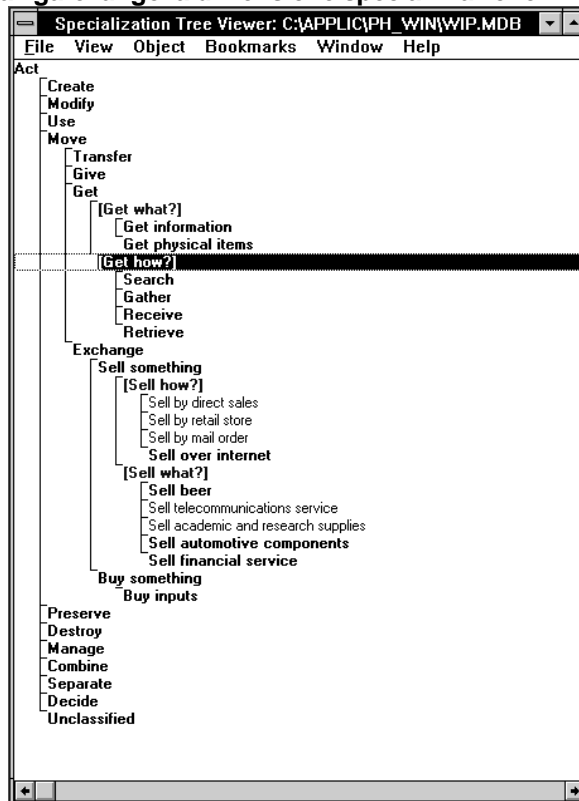 Specialization Tree Viewer: C:\APPLIC\PH_WIN\WIP.MDB
File View Object Bookmarks Window Help
Act
Create
Modify
Use
Move
Transfer
Give
Get
[Get what?]
Get information
Get physical items
[Get how?]
Search
Gather
Receive
Retrieve
Exchange
Sell something
[Sell how?]
Sell by direct sales
Sell by retail store
Sell by mail order
Sell over internet
[Sell what?]
Sell beer
Sell telecommunications service
Sell academic and research supplies
Sell automotive components
Sell financial service
Buy something
Buy inputs
Preserve
Destroy
Manage
Combine
Separate
Decide
Unclassified